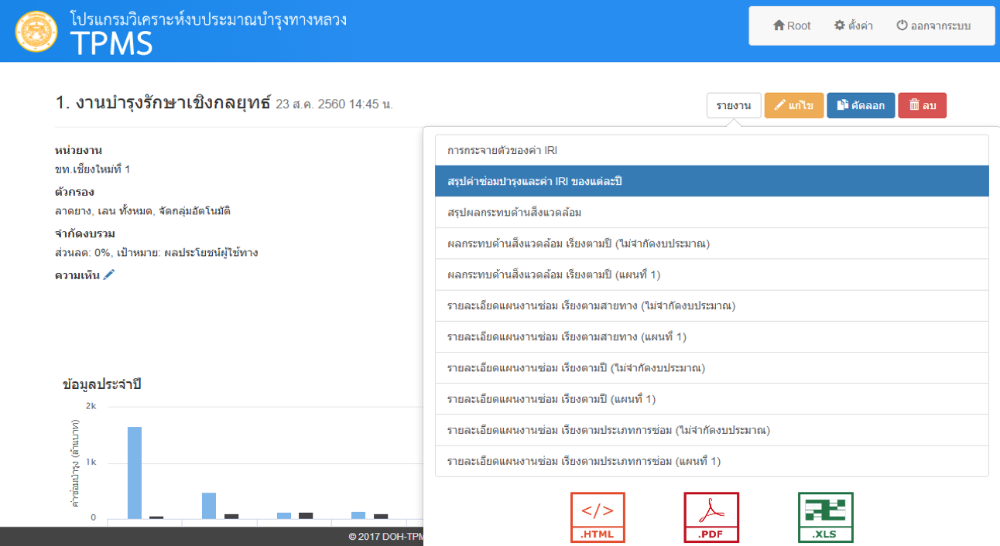 โปรแกรมวิเคราะห์งบประมาณบำรุงทางหลวง
TPMS
Root ตั้งค่า ออกจากระบบ
1. งานบำรุงรักษาเชิงกลยุทธ์ 23 ส.ค. 2560 14:45 น.
รายงาน แก้ไข คัดลอก ลบ
หน่วยงาน
ขท.เชียงใหม่ที่ 1
ตัวกรอง
ลาดยาง, เลน ทั้งหมด, จัดกลุ่มอัตโนมัติ
จำกัดงบรวม
ส่วนลด: 0%, เป้าหมาย: ผลประโยชน์ผู้ใช้ทาง
ความเห็น
การกระจายตัวของค่า IRI
สรุปค่าซ่อมบำรุงและค่า IRI ของแต่ละปี
สรุปผลกระทบด้านสิ่งแวดล้อม
ผลกระทบด้านสิ่งแวดล้อม เรียงตามปี (ไม่จำกัดงบประมาณ)
ผลกระทบด้านสิ่งแวดล้อม เรียงตามปี (แผนที่ 1)
รายละเอียดแผนงานซ่อม เรียงตามสายทาง (ไม่จำกัดงบประมาณ)
รายละเอียดแผนงานซ่อม เรียงตามสายทาง (แผนที่ 1)
รายละเอียดแผนงานซ่อม เรียงตามปี (ไม่จำกัดงบประมาณ)
รายละเอียดแผนงานซ่อม เรียงตามปี (แผนที่ 1)
รายละเอียดแผนงานซ่อม เรียงตามประเภทการซ่อม (ไม่จำกัดงบประมาณ)
รายละเอียดแผนงานซ่อม เรียงตามประเภทการซ่อม (แผนที่ 1)
</>
.HTML .PDF .XLS
ข้อมูลประจำปี
ค่าซ่อมบำรุง (ล้านบาท)
2k
1k
0
© 2017 DOH-TPM